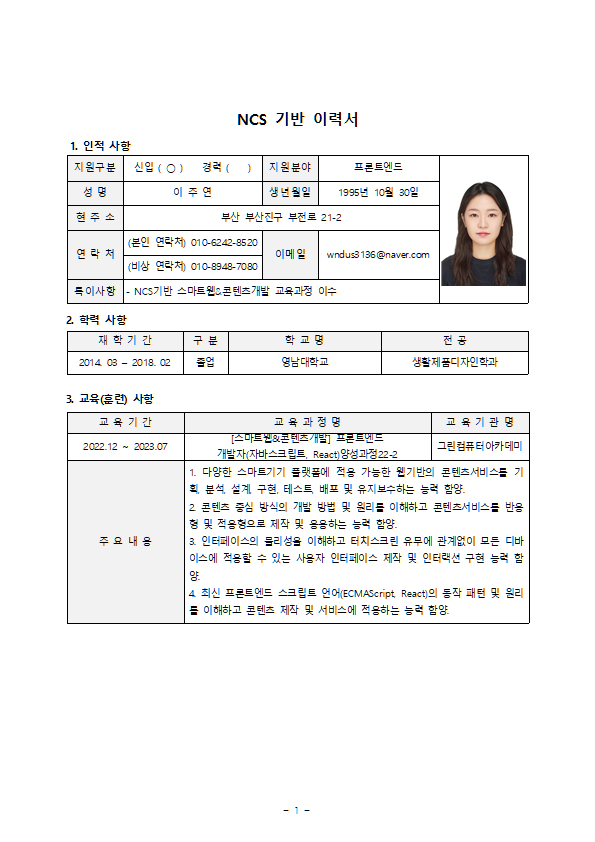 NCS 기반 이력서
1. 인적 사항
지원구분 신입 ( ○ ) 경력 ( ) 지원분야 프론트엔드
성 명 이 주 연 생년월일 1995년 10월 30일
현 주 소 부산 부산진구 부전로 21-2
연 락 처 (본인 연락처) 010-6242-8520 이메일 wndus3136@naver.com
(비상 연락처) 010-8948-7080
특이사항 - NCS기반 스마트웹&콘텐츠개발 교육과정 이수
2. 학력 사항
재 학 기 간 구 분 학 교 명 전 공
2014. 03 – 2018. 02 졸업 영남대학교 생활제품디자인학과
3. 교육(훈련) 사항
교 육 기 간 교 육 과 정 명 교 육 기 관 명
2022.12 ~ 2023.07 [스마트웹&콘텐츠개발] 프론트엔드 그린컴퓨터아카데미
개발자(자바스크립트, React)양성과정22-2
주 요 내 용
1. 다양한 스마트기기 플랫폼에 적용 가능한 웹기반의 콘텐츠서비스를 기
획, 분석, 설계, 구현, 테스트, 배포 및 유지보수하는 능력 함양.
2. 콘텐츠 중심 방식의 개발 방법 및 원리를 이해하고 콘텐츠서비스를 반응
형 및 적응형으로 제작 및 응용하는 능력 함양.
3. 인터페이스의 물리성을 이해하고 터치스크린 유무에 관계없이 모든 디바
이스에 적용할 수 있는 사용자 인터페이스 제작 및 인터랙션 구현 능력 함
양.
4. 최신 프론트엔드 스크립트 언어(ECMAScript, React)의 동작 패턴 및 원리
를 이해하고 콘텐츠 제작 및 서비스에 적용하는 능력 함양.
- 1 -